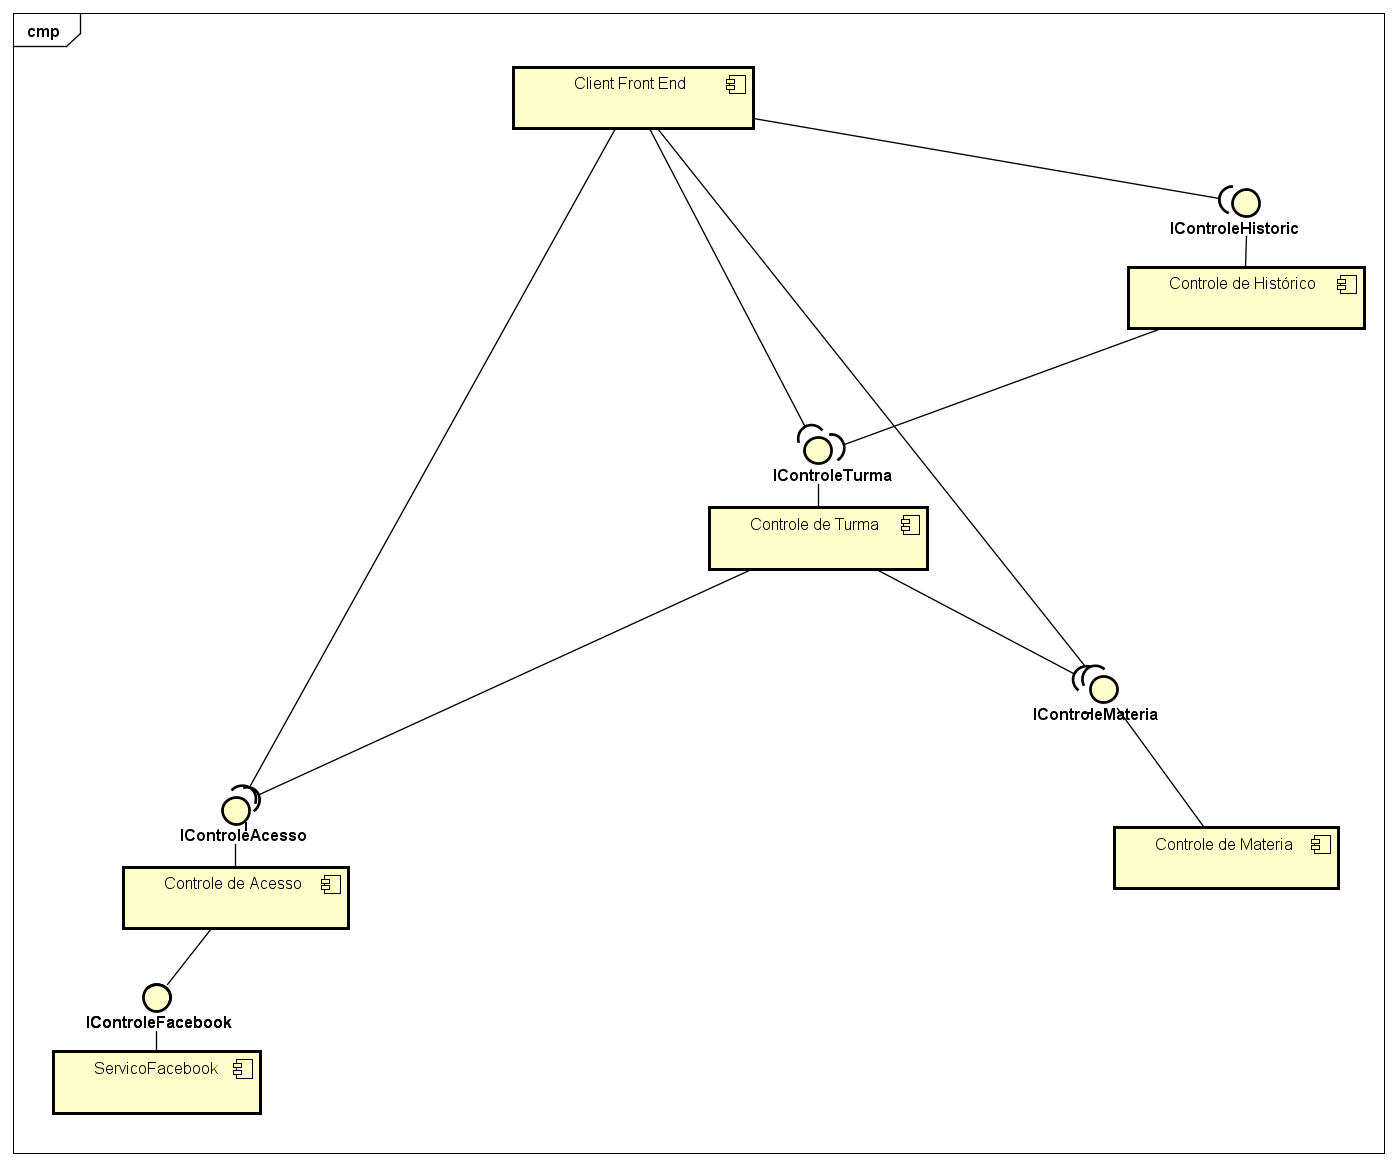 cmp
Client Front End
IControleHistoric
Controle de Histórico
IControleTurma
Controle de Turma
IControleMateria
IControleAcesso
Controle de Materia
Controle de Acesso
IControleFacebook
ServicoFacebook